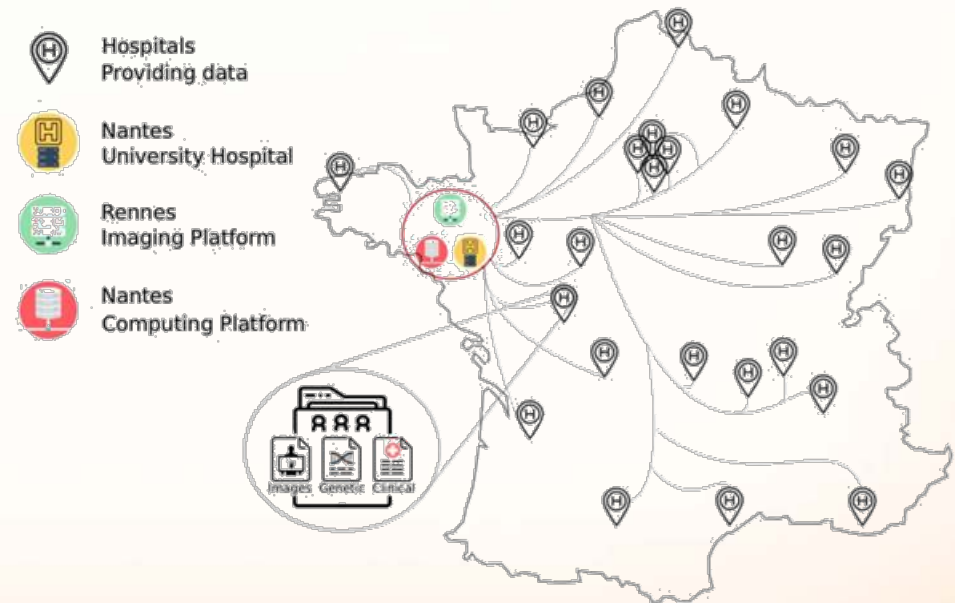 Hospitals
Providing data
Nantes
University Hospital
Rennes
Imaging Platform
Nantes
Computing Platform
Images Genetic Clinical